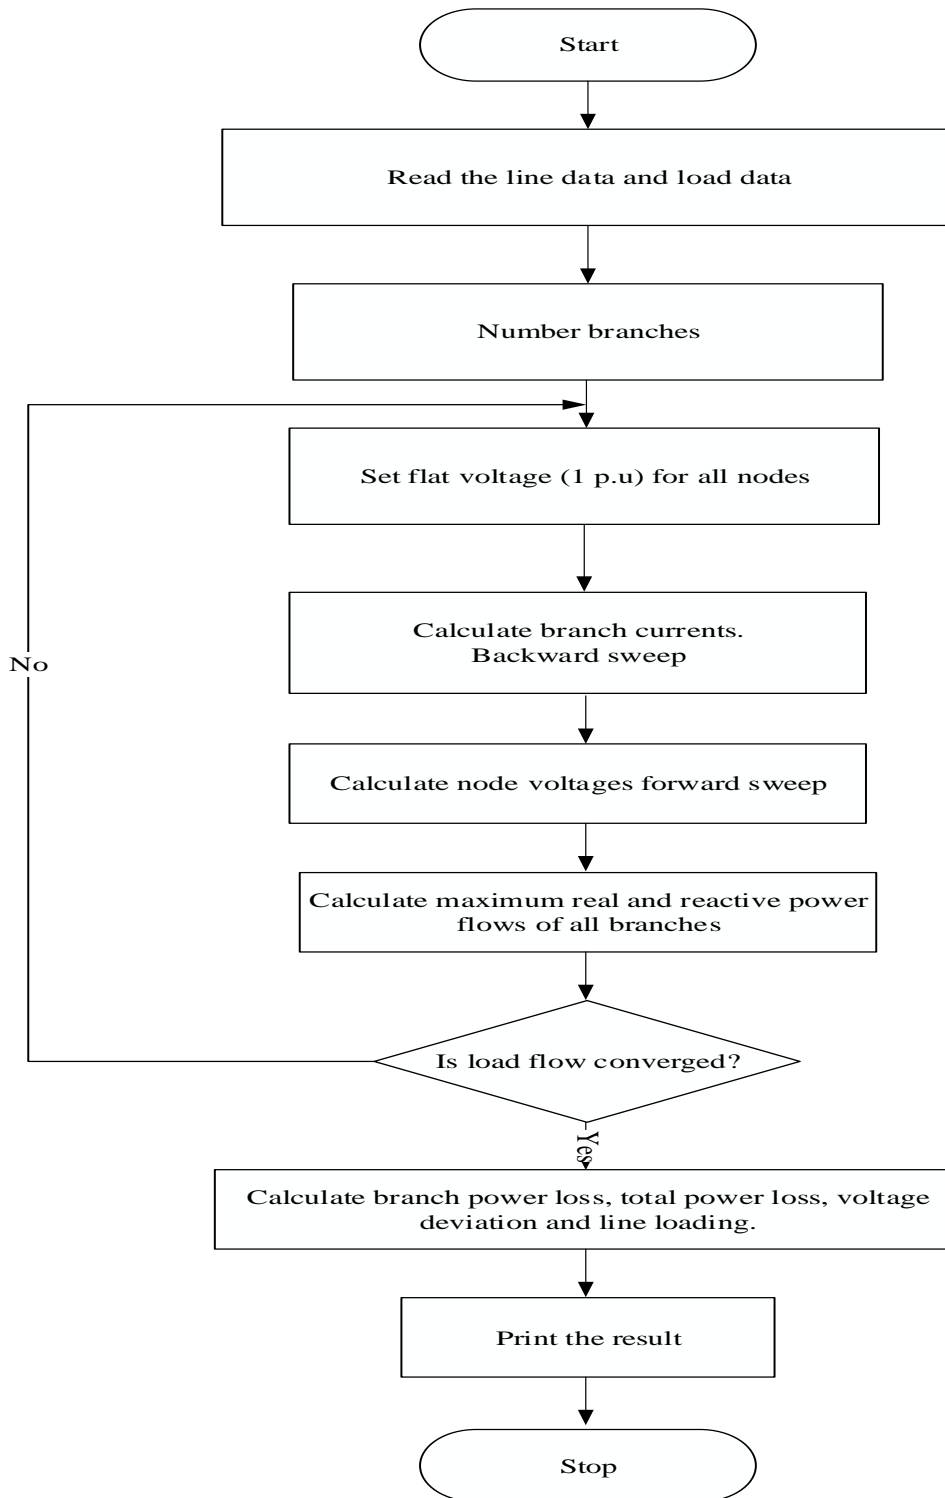 Start
Read the line data and load data
Number branches
Set flat voltage (1 p.u) for all nodes
Calculate branch currents.
Backward sweep
No
Calculate node voltages forward sweep
Calculate maximum real and reactive power
flows of all branches
Is load flow converged?
Yes
Calculate branch power loss, total power loss, voltage
deviation and line loading.
Print the result
Stop